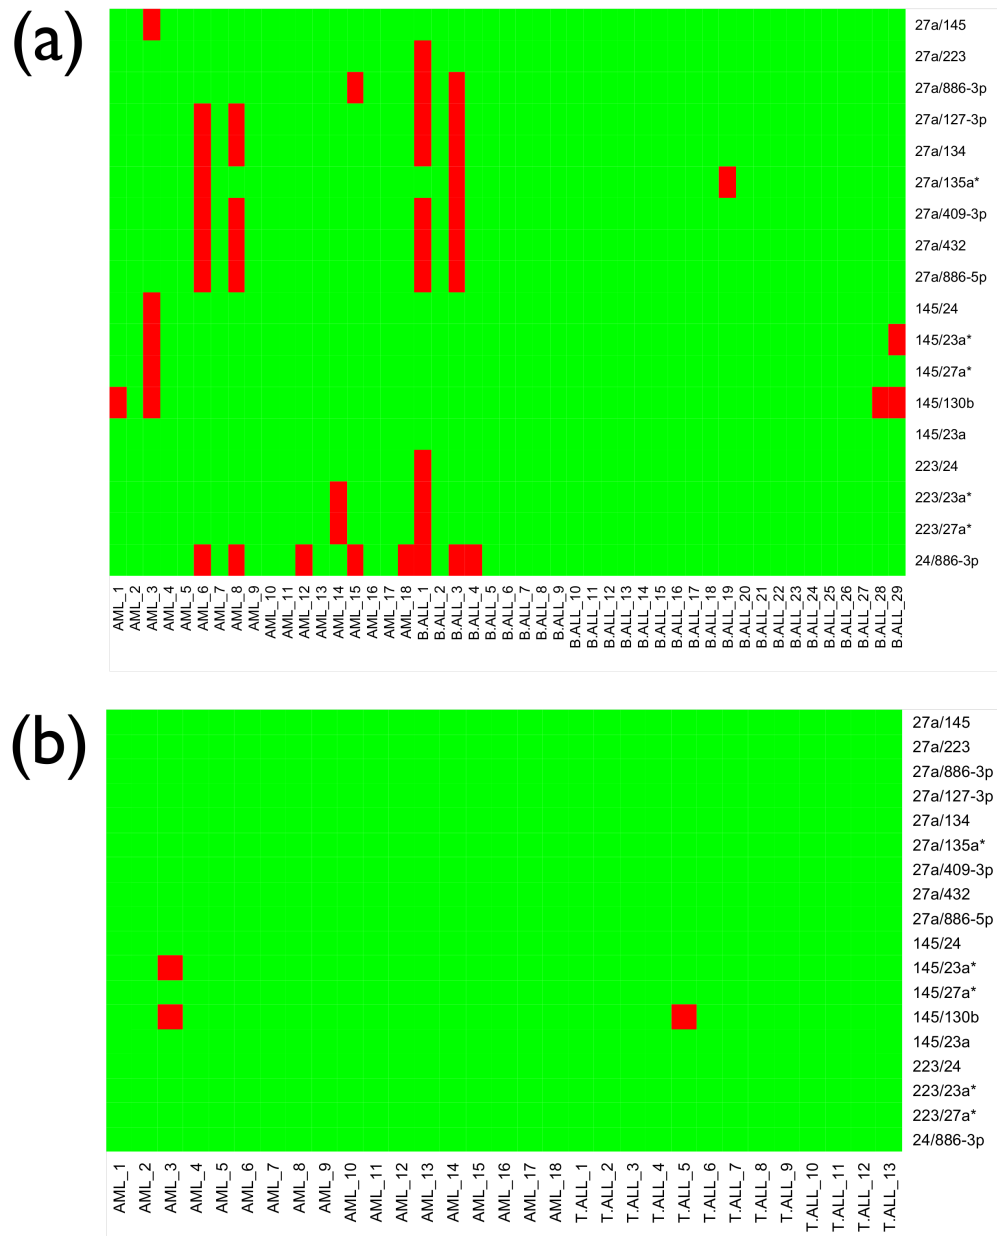 (a)
27a/145
27a/223
27a/886-3p
27a/127-3p
27a/134
27a/135a*
27a/409-3p
27a/432
27a/886-5p
145/24
145/23a*
145/27a*
145/130b
145/23a
223/24
223/23a*
223/27a*
24/886-3p
AML_1
AML_2
AML_3
AML_4
AML_5
AML_6
AML_7
AML_8
AML_9
AML_10
AML_11
AML_12
AML_13
AML_14
AML_15
AML_16
AML_17
AML_18
B.ALL_1
B.ALL_2
B.ALL_3
B.ALL_4
B.ALL_5
B.ALL_6
B.ALL_7
B.ALL_8
B.ALL_9
B.ALL_10
B.ALL_11
B.ALL_12
B.ALL_13
B.ALL_14
B.ALL_15
B.ALL_16
B.ALL_17
B.ALL_18
B.ALL_19
B.ALL_20
B.ALL_21
B.ALL_22
B.ALL_23
B.ALL_24
B.ALL_25
B.ALL_26
B.ALL_27
B.ALL_28
B.ALL_29
(b)
27a/145
27a/223
27a/886-3p
27a/127-3p
27a/134
27a/135a*
27a/409-3p
27a/432
27a/886-5p
145/24
145/23a*
145/27a*
145/130b
145/23a
223/24
223/23a*
223/27a*
24/886-3p
AML_1
AML_2
AML_3
AML_4
AML_5
AML_6
AML_7
AML_8
AML_9
AML_10
AML_11
AML_12
AML_13
AML_14
AML_15
AML_16
AML_17
AML_18
T.ALL_1
T.ALL_2
T.ALL_3
T.ALL_4
T.ALL_5
T.ALL_6
T.ALL_7
T.ALL_8
T.ALL_9
T.ALL_10
T.ALL_11
T.ALL_12
T.ALL_13